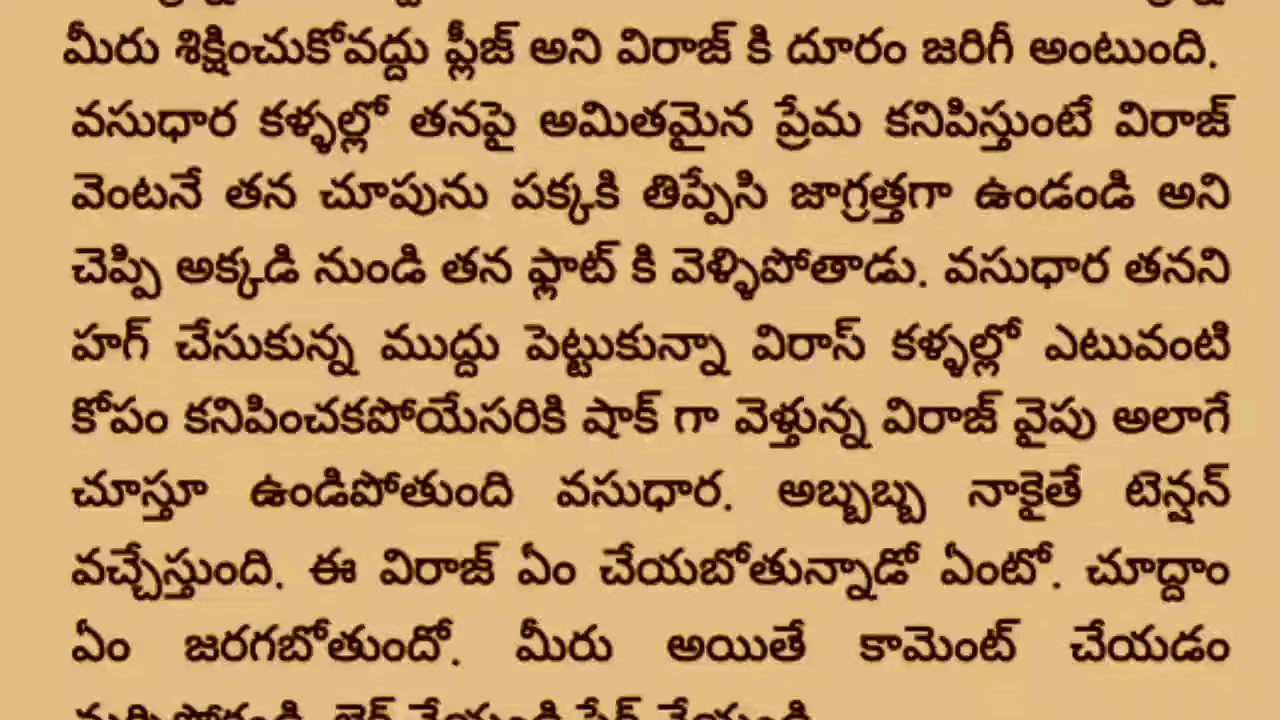 మీరు శిక్షించుకోవద్దు ప్లీజ్ అని విరాజ్ కి దూరం జరిగీ అంటుంది.
వసుధార కళ్ళల్లో తనపై అమితమైన ప్రేమ కనిపిస్తుంటే విరాజ్
వెంటనే తన చూపును పక్కకి తిప్పేసి జాగ్రత్తగా ఉండండి అని
చెప్పి అక్కడి నుండి తన ఫ్లాట్ కి వెళ్ళిపోతాడు. వసుధార తనని
హగ్ చేసుకున్న ముద్దు పెట్టుకున్నా విరాస్ కళ్ళల్లో ఎటువంటి
కోపం కనిపించకపోయేసరికి షాక్ గా వెళ్తున్న విరాజ్ వైపు అలాగే
చూస్తూ ఉండిపోతుంది వసుధార. అబ్బబ్బ నాకైతే టెన్షన్
వచ్చేస్తుంది. ఈ విరాజ్ ఏం చేయబోతున్నాడో ఏంటో. చూద్దాం
ఏం జరగబోతుందో. మీరు అయితే కామెంట్ చేయడం